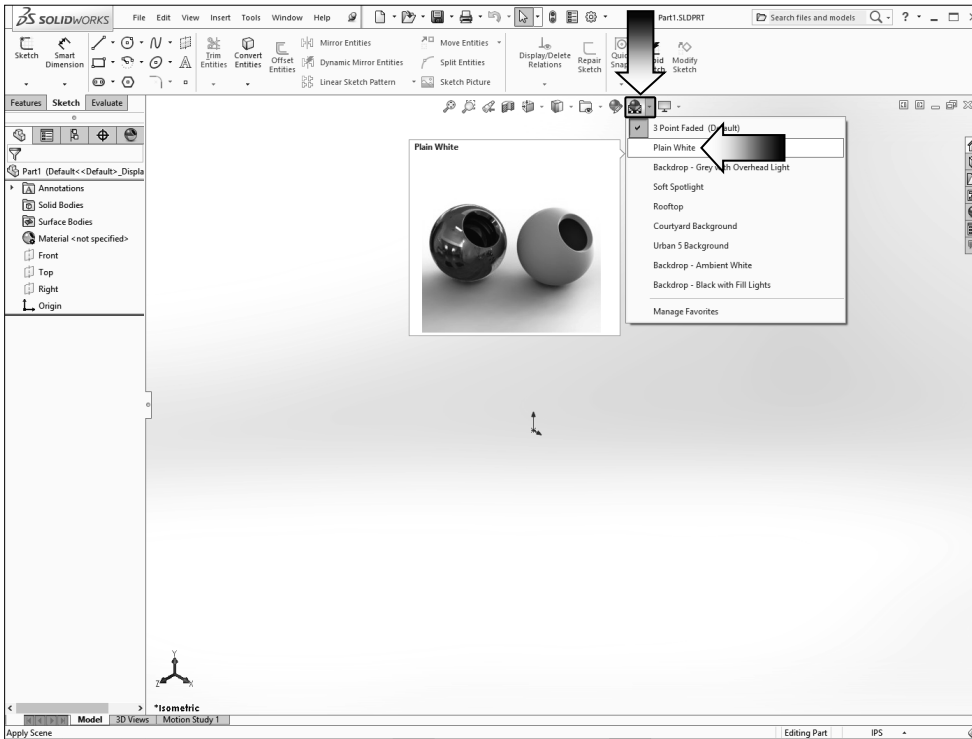 SOLIDWORKS File Edit View Insert Tools Window Help Part1.SLDPRT Search files and models ?
Sketch Smart Dimension Trim Entities Convert Entities Offset Entities Mirror Entities Dynamic Mirror Entities Linear Sketch Pattern Move Entities Split Entities Sketch Picture Display/Delete Relations Repair Sketch Modify Sketch
Features Sketch Evaluate
Part1 (Default<<Default>_Displa
Annotations
Solid Bodies
Surface Bodies
Material <not specified>
Front
Top
Right
Origin
Plain White
3 Point Faded
Plain White
Backdrop - Grey with Overhead Light
Soft Spotlight
Rooftop
Courtyard Background
Urban 5 Background
Backdrop - Ambient White
Backdrop - Black with Fill Lights
Manage Favorites
Y
Z X
*Isometric
Model 3D Views Motion Study 1
Apply Scene Editing Part IPS